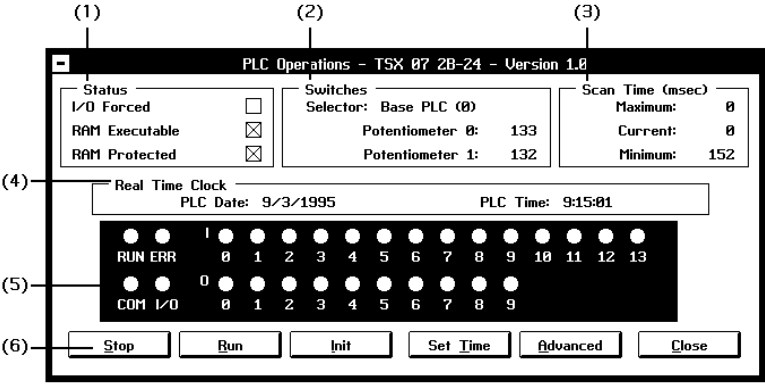 (1) (2) (3)
PLC Operations - TSX 07 2B-24 - Version 1.0
Status
I/O Forced
RAM Executable
RAM Protected
Switches
Selector: Base PLC (0)
Potentiometer 0: 133
Potentiometer 1: 132
Scan Time (msec)
Maximum: 0
Current: 0
Minimum: 152
(4)
Real Time Clock
PLC Date: 9/3/1995 PLC Time: 9:15:01
I
RUN ERR 0 1 2 3 4 5 6 7 8 9 10 11 12 13
(5)
O
COM I/O 0 1 2 3 4 5 6 7 8 9
(6)
Stop Run Init Set Time Advanced Close